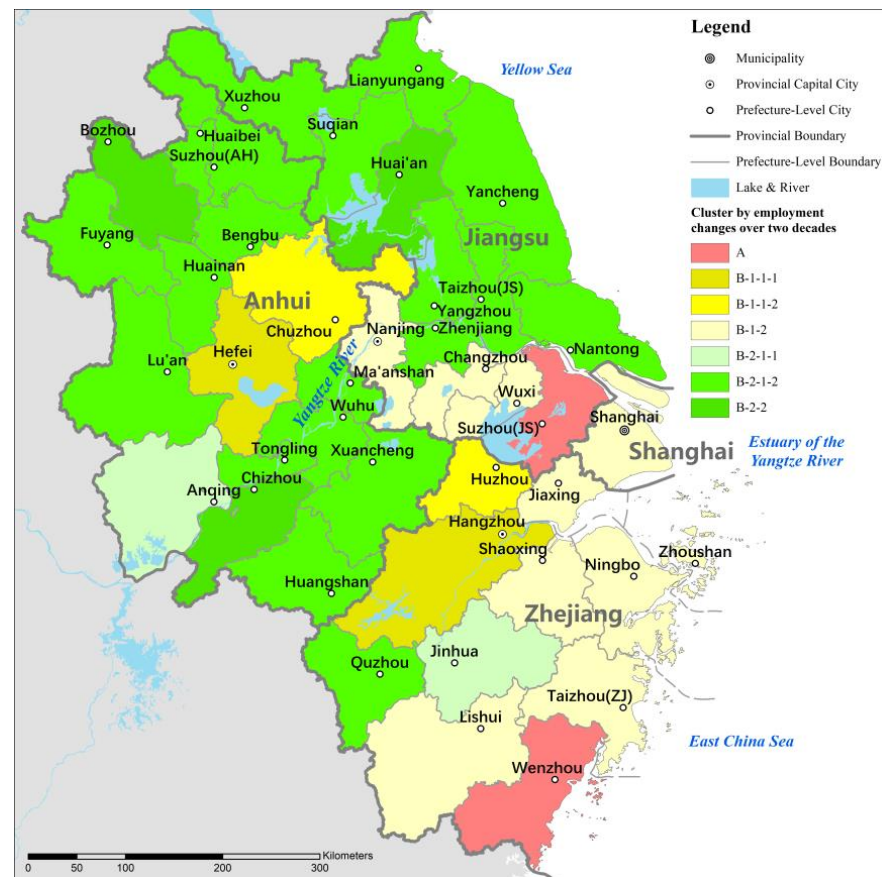 Legend
Municipality
Provincial Capital City
Prefecture-Level City
Provincial Boundary
Prefecture-Level Boundary
Lake & River
Cluster by employment
changes over two decades
A
B-1-1-1
B-1-1-2
B-1-2
B-2-1-1
B-2-1-2
B-2-2
Yellow Sea
Lianyungang
Xuzhou
Bozhou
Huaibei
Suqian
Suzhou(AH)
Huai'an
Yancheng
Fuyang
Bengbu
Jiangsu
Huainan
Taizhou(JS)
Anhui
Yangzhou
Chuzhou
Nanjing
Zhenjiang
Hefei
Changzhou
Nantong
Lu'an
Yangtze River
Ma'anshan
Wuxi
Wuhu
Shanghai
Suzhou(JS)
Shanghai
Estuary of the
Yangtze River
Tongling
Xuancheng
Chizhou
Huzhou
Anqing
Jiaxing
Hangzhou
Shaoxing
Ningbo
Zhoushan
Huangshan
Zhejiang
Jinhua
Quzhou
Taizhou(ZJ)
Lishui
East China Sea
Wenzhou
Kilometers
0 50 100 200 300